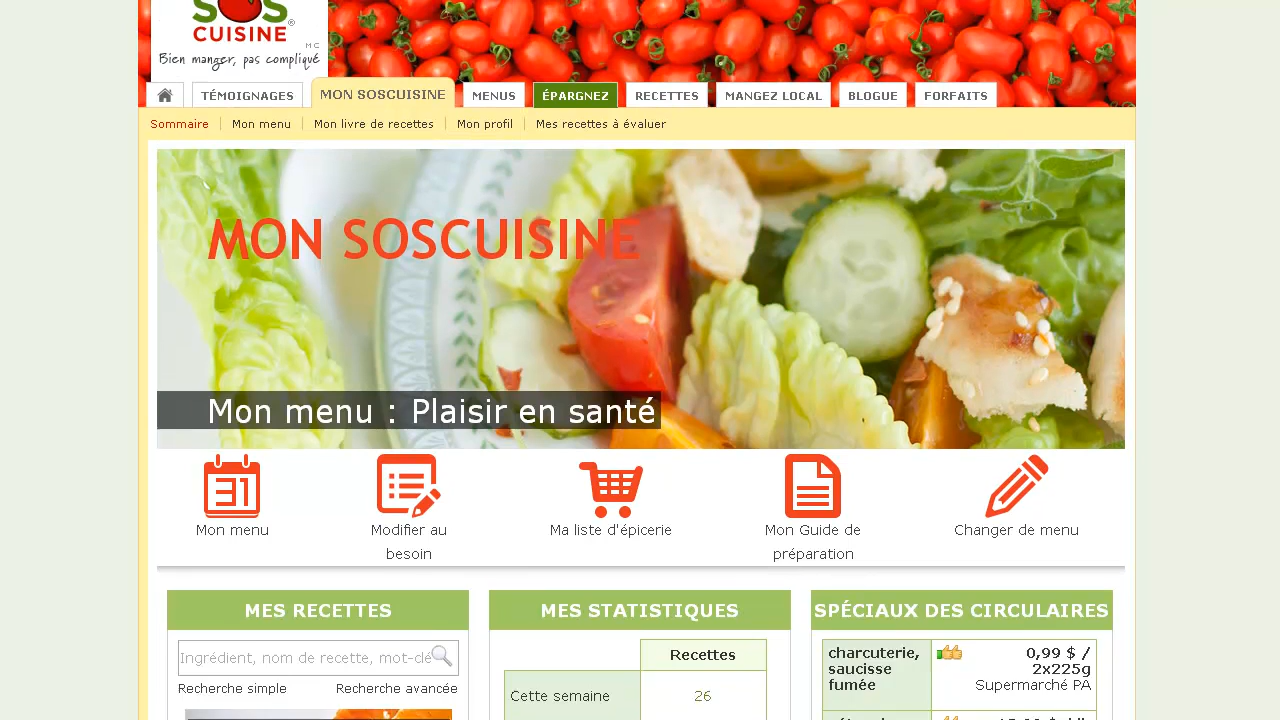 SOS
CUISINE ®
MC
Bien manger, pas compliqué
TÉMOIGNAGES
MON SOSCUISINE
MENUS
ÉPARGNEZ
RECETTES
MANGEZ LOCAL
BLOGUE
FORFAITS
Sommaire
Mon menu
Mon livre de recettes
Mon profil
Mes recettes à évaluer
MON SOSCUISINE
Mon menu : Plaisir en santé
31
Mon menu
Modifier au
besoin
Ma liste d'épicerie
Mon Guide de
préparation
Changer de menu
MES RECETTES
Ingrédient, nom de recette, mot-clé
Recherche simple
Recherche avancée
MES STATISTIQUES
Recettes
Cette semaine
26
SPÉCIAUX DES CIRCULAIRES
charcuterie,
saucisse
fumée
0,99 $ /
2x225g
Supermarché PA